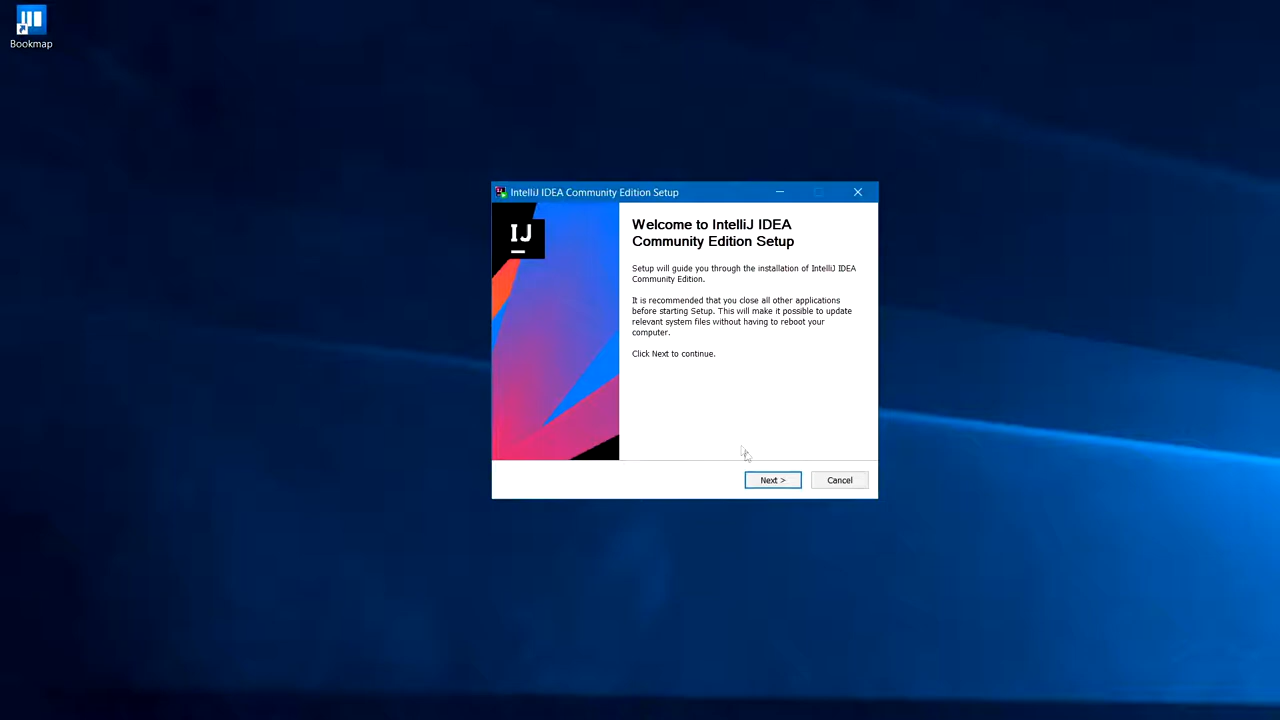 Bookmap
IntelliJ IDEA Community Edition Setup
IJ
Welcome to IntelliJ IDEA
Community Edition Setup
Setup will guide you through the installation of IntelliJ IDEA
Community Edition.
It is recommended that you close all other applications
before starting Setup. This will make it possible to update
relevant system files without having to reboot your
computer.
Click Next to continue.
Next >
Cancel